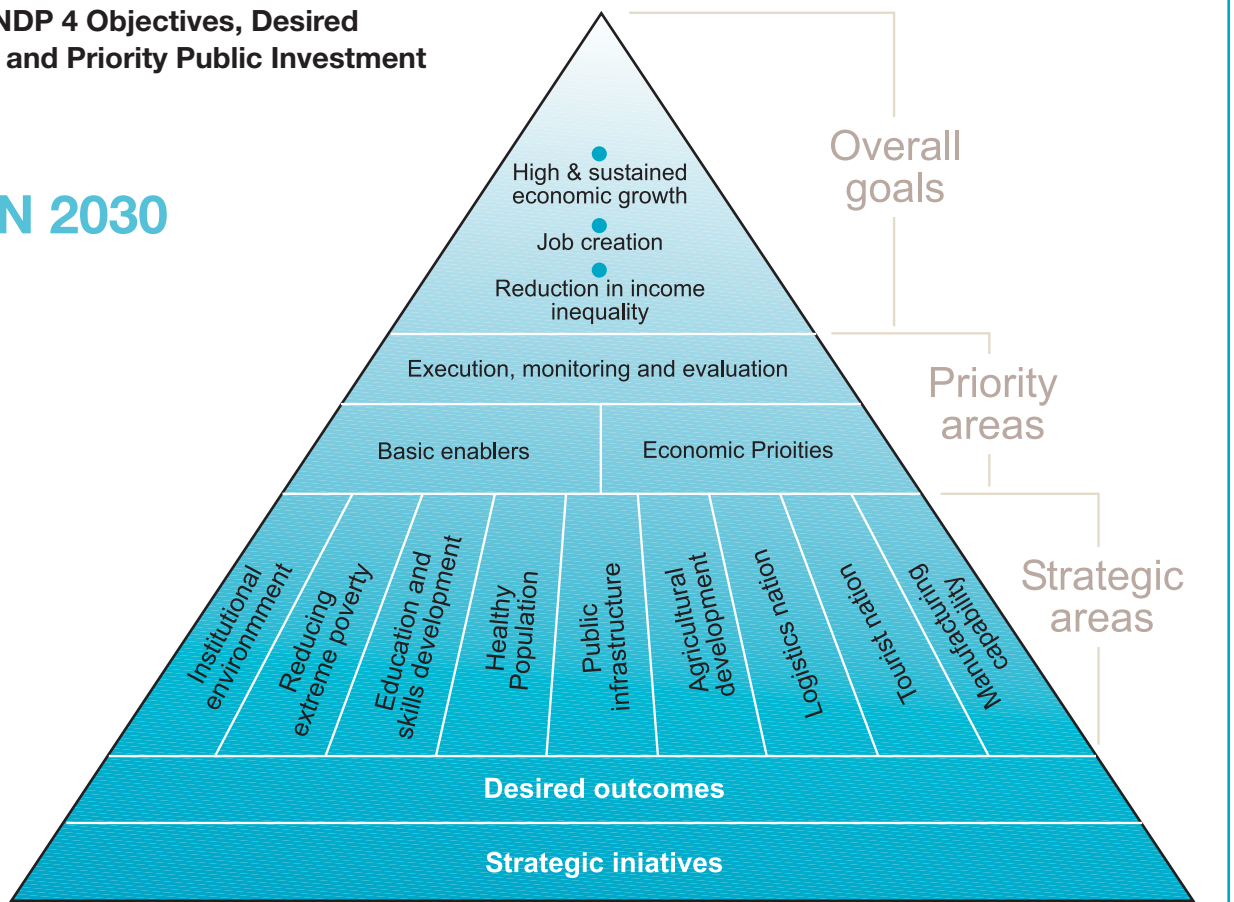 NDP 4 Objectives, Desired
and Priority Public Investment
N 2030
High & sustained
economic growth
Job creation
Reduction in income
inequality
Overall
goals
Execution, monitoring and evaluation
Priority
areas
Basic enablers
Economic Prioities
Institutional
environment
Reducing
extreme poverty
Education and
skills development
Healthy
Population
Public
infrastructure
Agricultural
development
Logistics nation
Tourist nation
Manufacturing
capability
Strategic
areas
Desired outcomes
Strategic iniatives